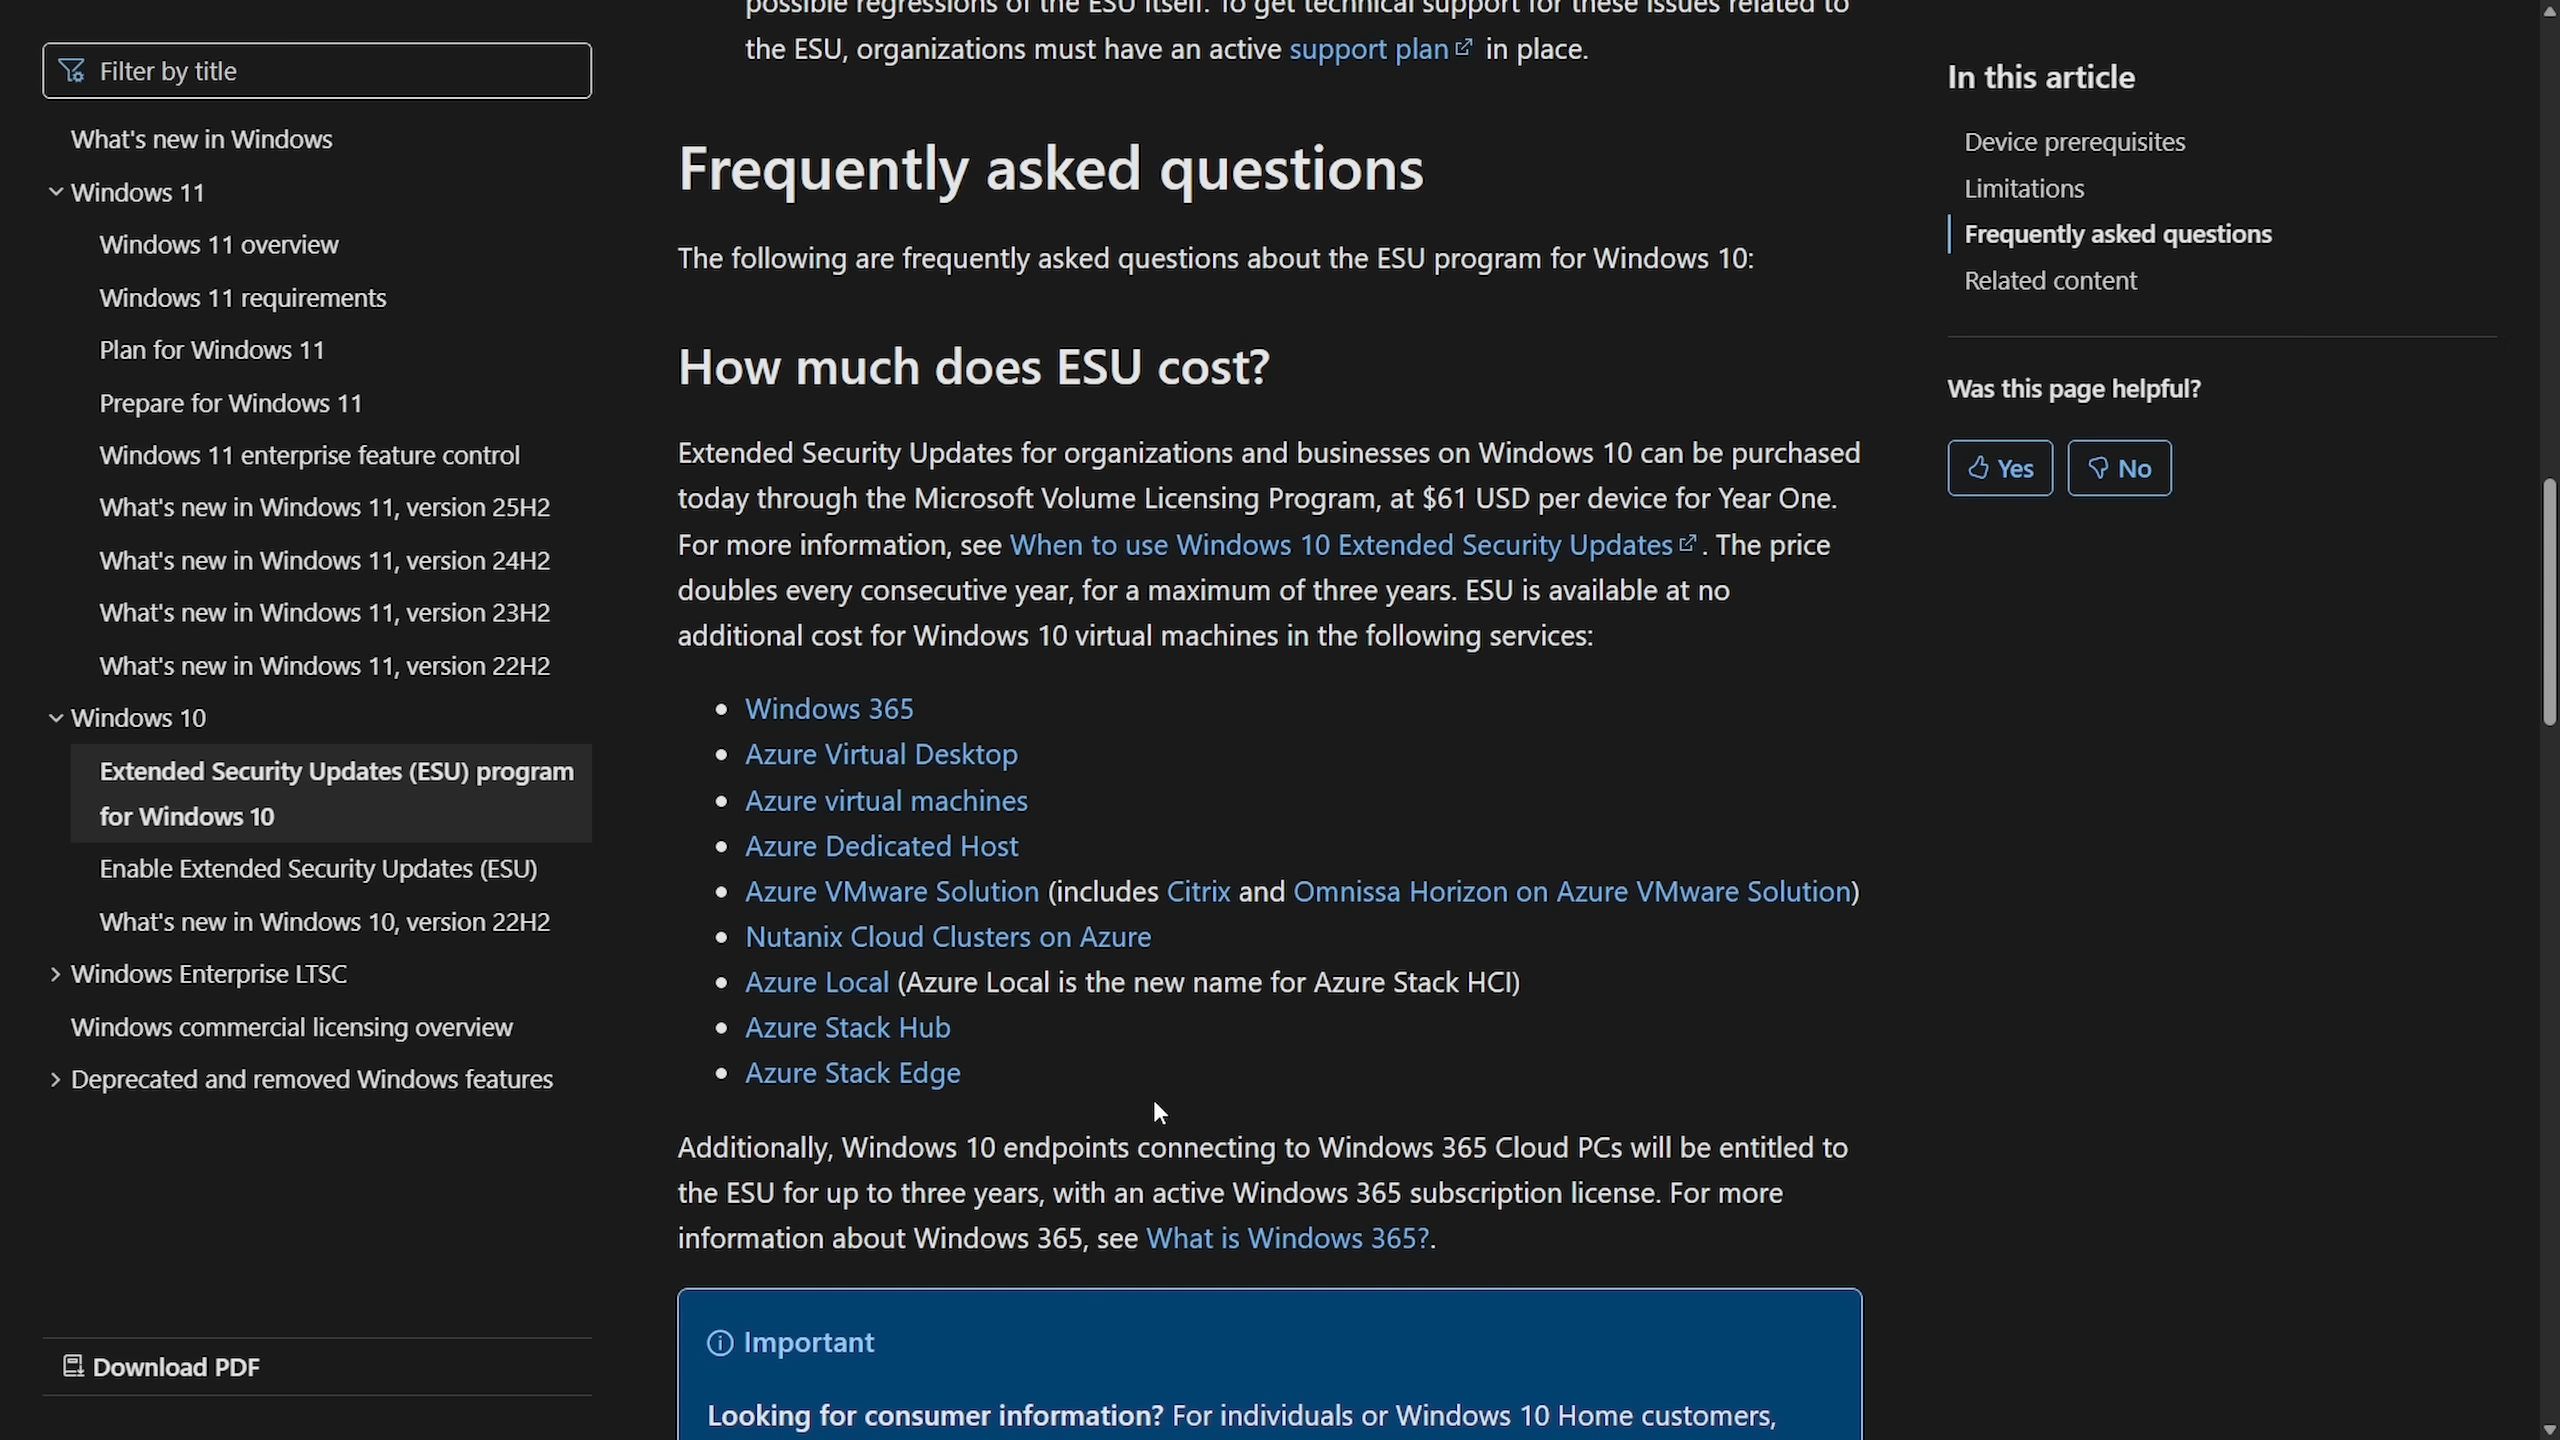 Filter by title
What's new in Windows
Windows 11
Windows 11 overview
Windows 11 requirements
Plan for Windows 11
Prepare for Windows 11
Windows 11 enterprise feature control
What's new in Windows 11, version 25H2
What's new in Windows 11, version 24H2
What's new in Windows 11, version 23H2
What's new in Windows 11, version 22H2
Windows 10
Extended Security Updates (ESU) program
for Windows 10
Enable Extended Security Updates (ESU)
What's new in Windows 10, version 22H2
Windows Enterprise LTSC
Windows commercial licensing overview
Deprecated and removed Windows features
Download PDF
possible regressions of the ESU itself. To get technical support for these issues related to
the ESU, organizations must have an active support plan in place.
Frequently asked questions
The following are frequently asked questions about the ESU program for Windows 10:
How much does ESU cost?
Extended Security Updates for organizations and businesses on Windows 10 can be purchased
today through the Microsoft Volume Licensing Program, at $61 USD per device for Year One.
For more information, see When to use Windows 10 Extended Security Updates. The price
doubles every consecutive year, for a maximum of three years. ESU is available at no
additional cost for Windows 10 virtual machines in the following services:
• Windows 365
• Azure Virtual Desktop
• Azure virtual machines
• Azure Dedicated Host
• Azure VMware Solution (includes Citrix and Omnissa Horizon on Azure VMware Solution)
• Nutanix Cloud Clusters on Azure
• Azure Local (Azure Local is the new name for Azure Stack HCI)
• Azure Stack Hub
• Azure Stack Edge
Additionally, Windows 10 endpoints connecting to Windows 365 Cloud PCs will be entitled to
the ESU for up to three years, with an active Windows 365 subscription license. For more
information about Windows 365, see What is Windows 365?.
Important
Looking for consumer information? For individuals or Windows 10 Home customers,
In this article
Device prerequisites
Limitations
Frequently asked questions
Related content
Was this page helpful?
Yes
No